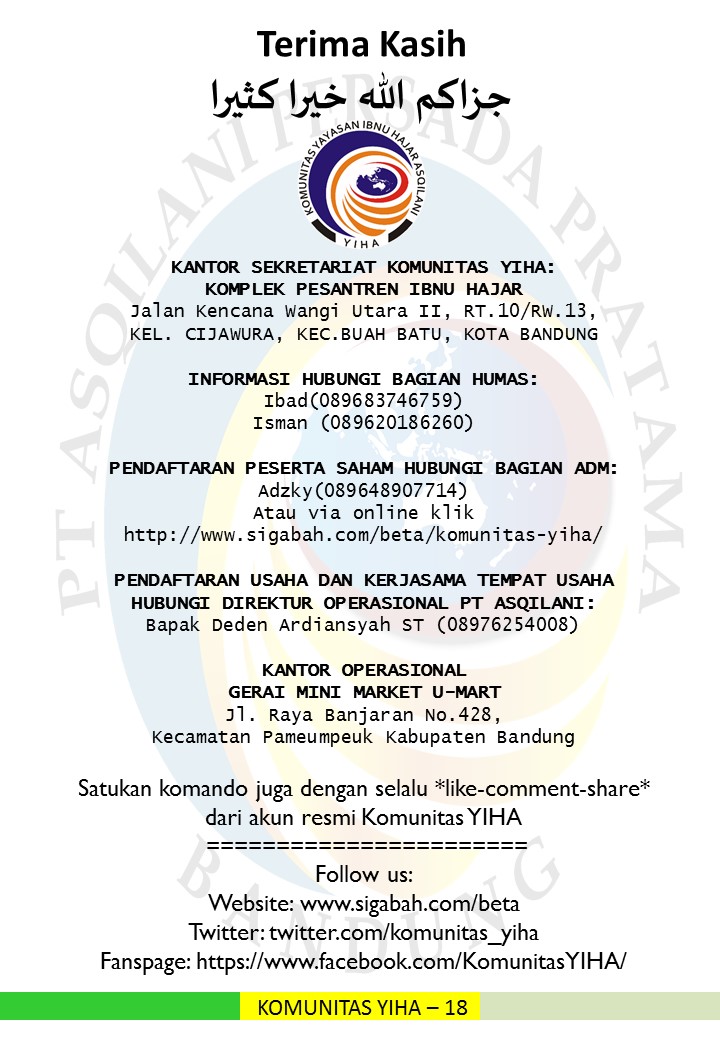 Terima Kasih
جزاكم الله خيرا كثيرا
KOMUNITAS YAYASAN IBNU HAJAR ASQILANI
YIHA
KANTOR SEKRETARIAT KOMUNITAS YIHA:
KOMPLEK PESANTREN IBNU HAJAR
Jalan Kencana Wangi Utara II, RT.10/RW.13,
KEL. CIJAWURA, KEC.BUAH BATU, KOTA BANDUNG
INFORMASI HUBUNGI BAGIAN HUMAS:
Ibad(089683746759)
Isman (089620186260)
PENDAFTARAN PESERTA SAHAM HUBUNGI BAGIAN ADM:
Adzky(089648907714)
Atau via online klik
http://www.sigabah.com/beta/komunitas-yiha/
PENDAFTARAN USAHA DAN KERJASAMA TEMPAT USAHA
HUBUNGI DIREKTUR OPERASIONAL PT ASQILANI:
Bapak Deden Ardiansyah ST (08976254008)
KANTOR OPERASIONAL
GERAI MINI MARKET U-MART
Jl. Raya Banjaran No.428,
Kecamatan Pameumpeuk Kabupaten Bandung
Satukan komando juga dengan selalu *like-comment-share*
dari akun resmi Komunitas YIHA
=======================
Follow us:
Website: www.sigabah.com/beta
Twitter: twitter.com/komunitas_yiha
Fanspage: https://www.facebook.com/KomunitasYIHA/
KOMUNITAS YIHA – 18
PT ASQILANI TERSADA PRATAMA
BANDUNG